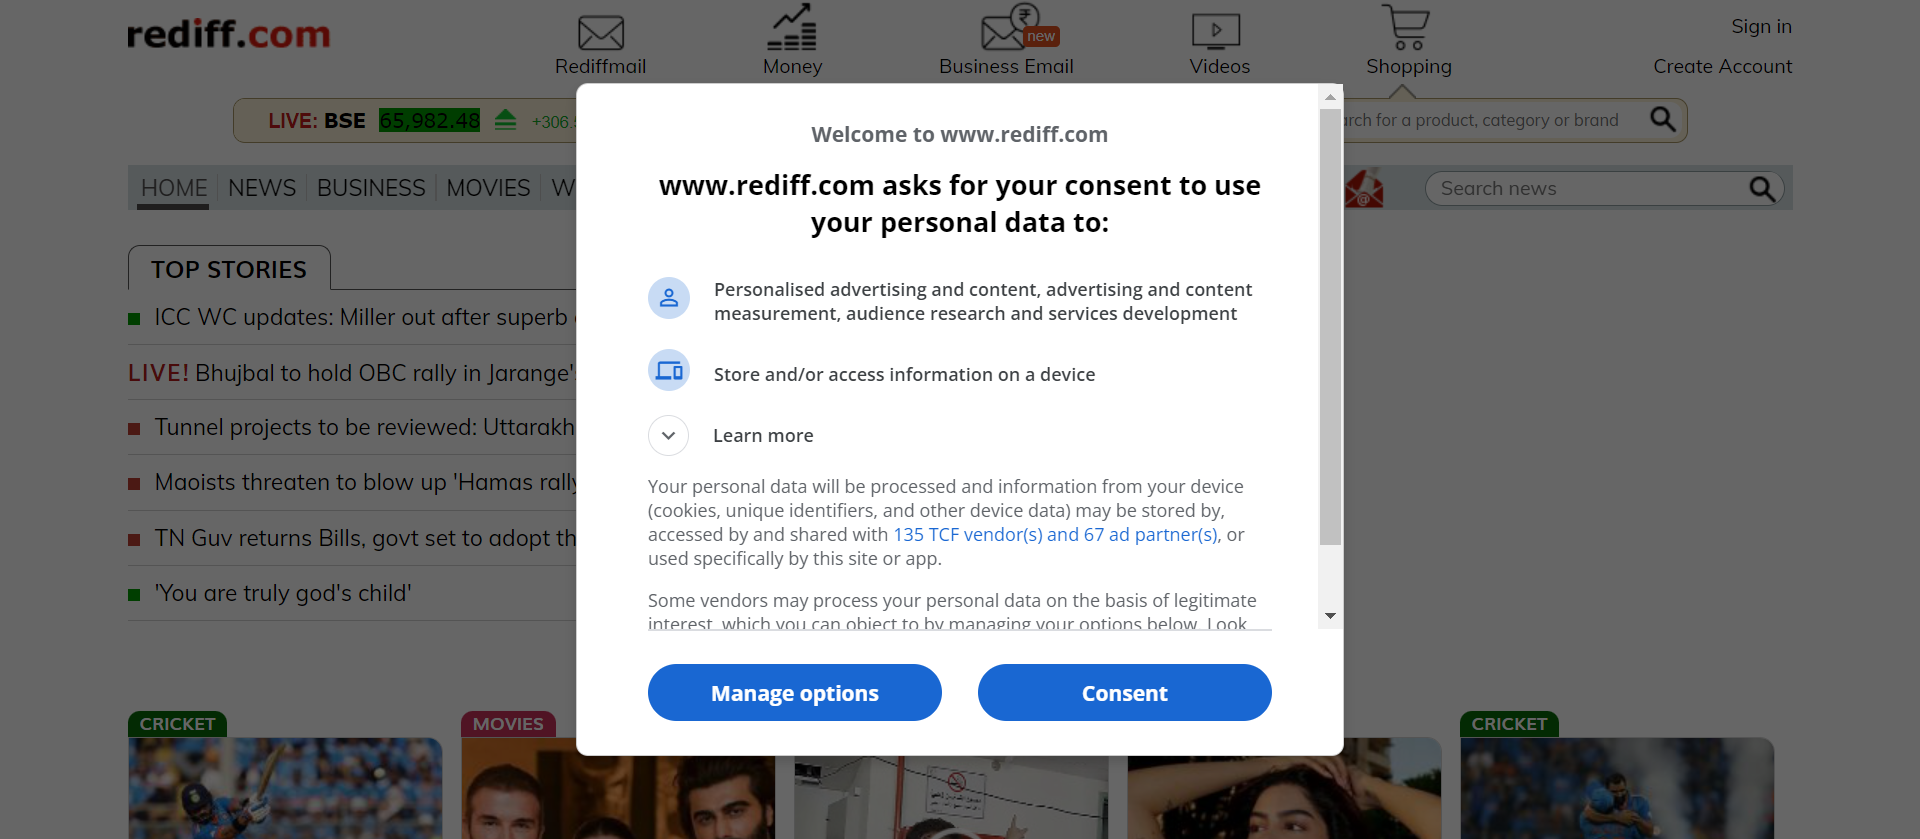 rediff.com
Rediffmail
Money
new
Business Email
Videos
Shopping
Sign in
Create Account
LIVE: BSE 65,982.48 +306.
rch for a product, category or brand
HOME NEWS BUSINESS MOVIES W
Search news
TOP STORIES
ICC WC updates: Miller out after superb
LIVE! Bhujbal to hold OBC rally in Jarange'
Tunnel projects to be reviewed: Uttarakh
Maoists threaten to blow up 'Hamas rally
TN Guv returns Bills, govt set to adopt th
'You are truly god's child'
CRICKET
MOVIES
CRICKET
Welcome to www.rediff.com
www.rediff.com asks for your consent to use
your personal data to:
Personalised advertising and content, advertising and content
measurement, audience research and services development
Store and/or access information on a device
Learn more
Your personal data will be processed and information from your device
(cookies, unique identifiers, and other device data) may be stored by,
accessed by and shared with 135 TCF vendor(s) and 67 ad partner(s), or
used specifically by this site or app.
Some vendors may process your personal data on the basis of legitimate
interest, which you can object to by managing your options below. Look
Manage options
Consent